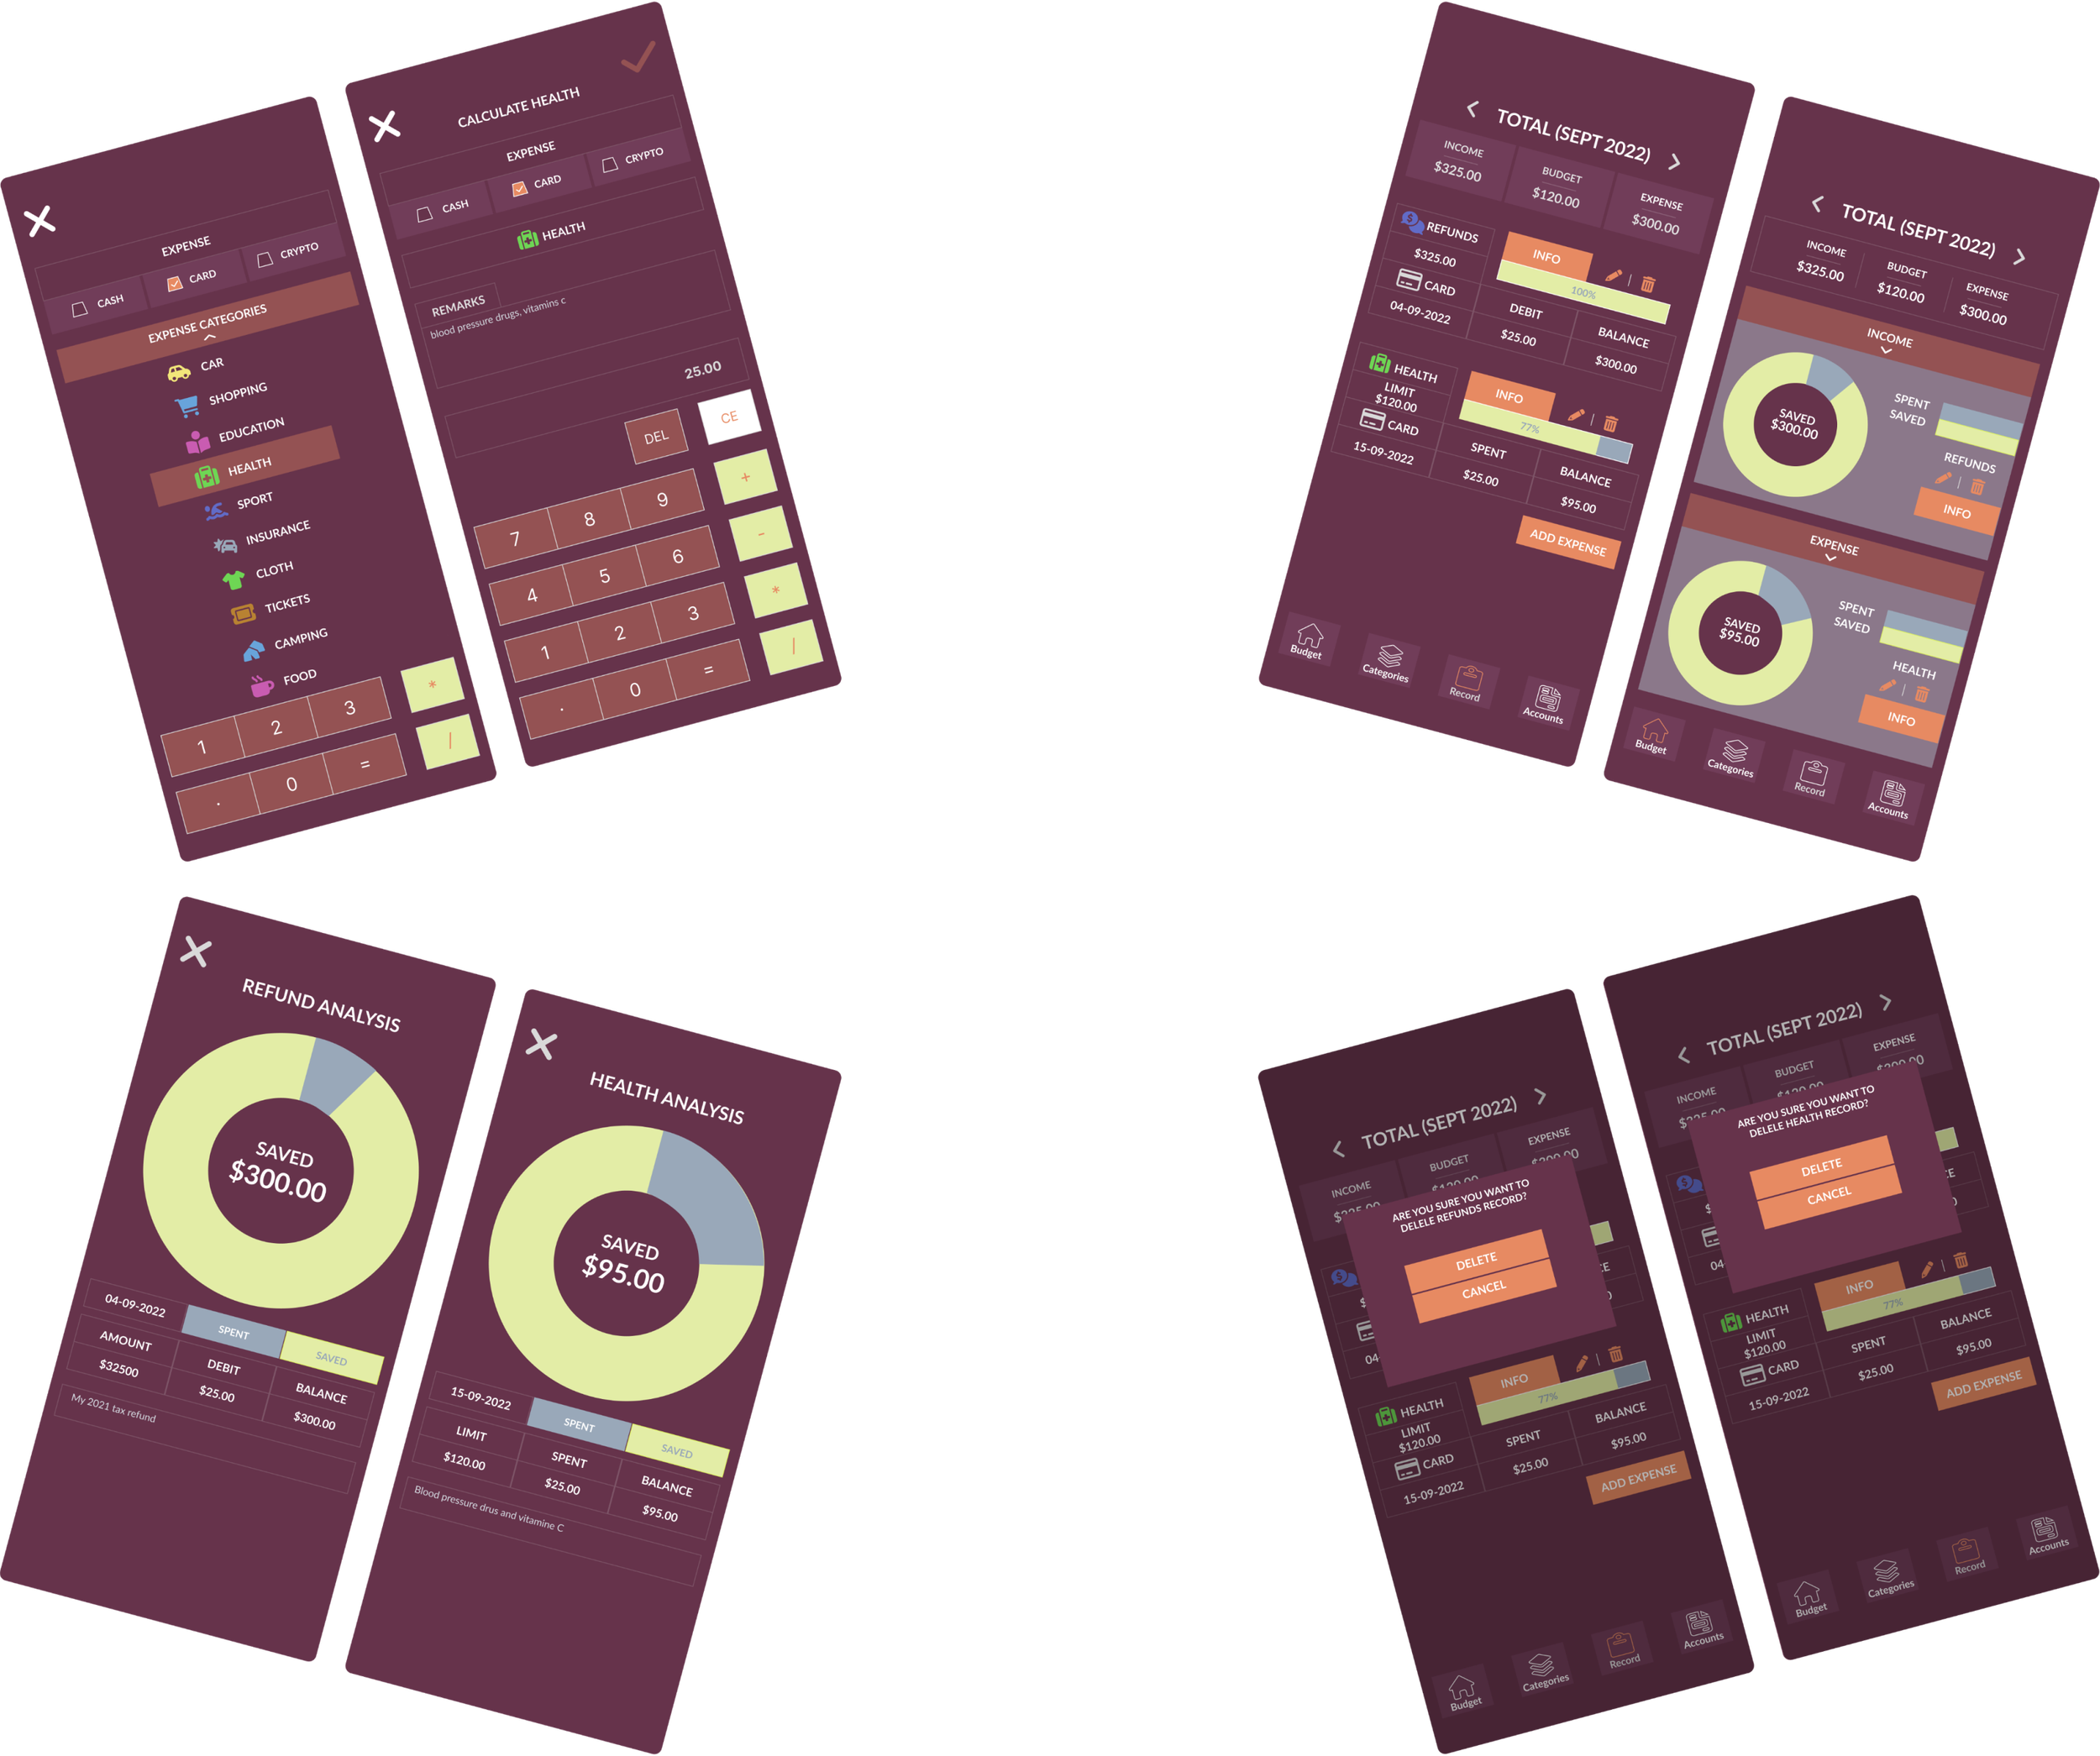 EXPENSE
CASH
CARD
CRYPTO
EXPENSE CATEGORIES
CAR
SHOPPING
EDUCATION
HEALTH
SPORT
INSURANCE
CLOTH
TICKETS
CAMPING
FOOD
1 2 3 *
. 0 = /
CALCULATE HEALTH
EXPENSE
CASH
CARD
CRYPTO
HEALTH
REMARKS
blood pressure drugs, vitamins c
25.00
DEL CE
7 8 9 +
4 5 6 -
1 2 3 *
. 0 = /
< TOTAL (SEPT 2022) >
INCOME
$325.00
BUDGET
$120.00
EXPENSE
$300.00
REFUNDS
$325.00
CARD
04-09-2022
INFO
100%
DEBIT
$25.00
BALANCE
$300.00
HEALTH
LIMIT
$120.00
CARD
15-09-2022
INFO
77%
SPENT
$25.00
BALANCE
$95.00
ADD EXPENSE
Budget
Categories
Record
Accounts
< TOTAL (SEPT 2022) >
INCOME
$325.00
BUDGET
$120.00
EXPENSE
$300.00
INCOME
SAVED
$300.00
SPENT
SAVED
REFUNDS
INFO
EXPENSE
SAVED
$95.00
SPENT
SAVED
HEALTH
INFO
Budget
Categories
Record
Accounts
REFUND ANALYSIS
SAVED
$300.00
04-09-2022
SPENT
SAVED
AMOUNT
$32500
DEBIT
$25.00
BALANCE
$300.00
My 2021 tax refund
HEALTH ANALYSIS
SAVED
$95.00
15-09-2022
SPENT
SAVED
LIMIT
$120.00
SPENT
$25.00
BALANCE
$95.00
Blood pressure drus and vitamine C
< TOTAL (SEPT 2022) >
INCOME
BUDGET
EXPENSE
ARE YOU SURE YOU WANT TO
DELELE REFUNDS RECORD?
DELETE
CANCEL
INFO
77%
HEALTH
LIMIT
$120.00
CARD
15-09-2022
SPENT
$25.00
BALANCE
$95.00
ADD EXPENSE
Budget
Categories
Record
Accounts
< TOTAL (SEPT 2022) >
INCOME
BUDGET
EXPENSE
ARE YOU SURE YOU WANT TO
DELELE HEALTH RECORD?
DELETE
CANCEL
INFO
77%
HEALTH
LIMIT
$120.00
CARD
15-09-2022
SPENT
$25.00
BALANCE
$95.00
ADD EXPENSE
Budget
Categories
Record
Accounts